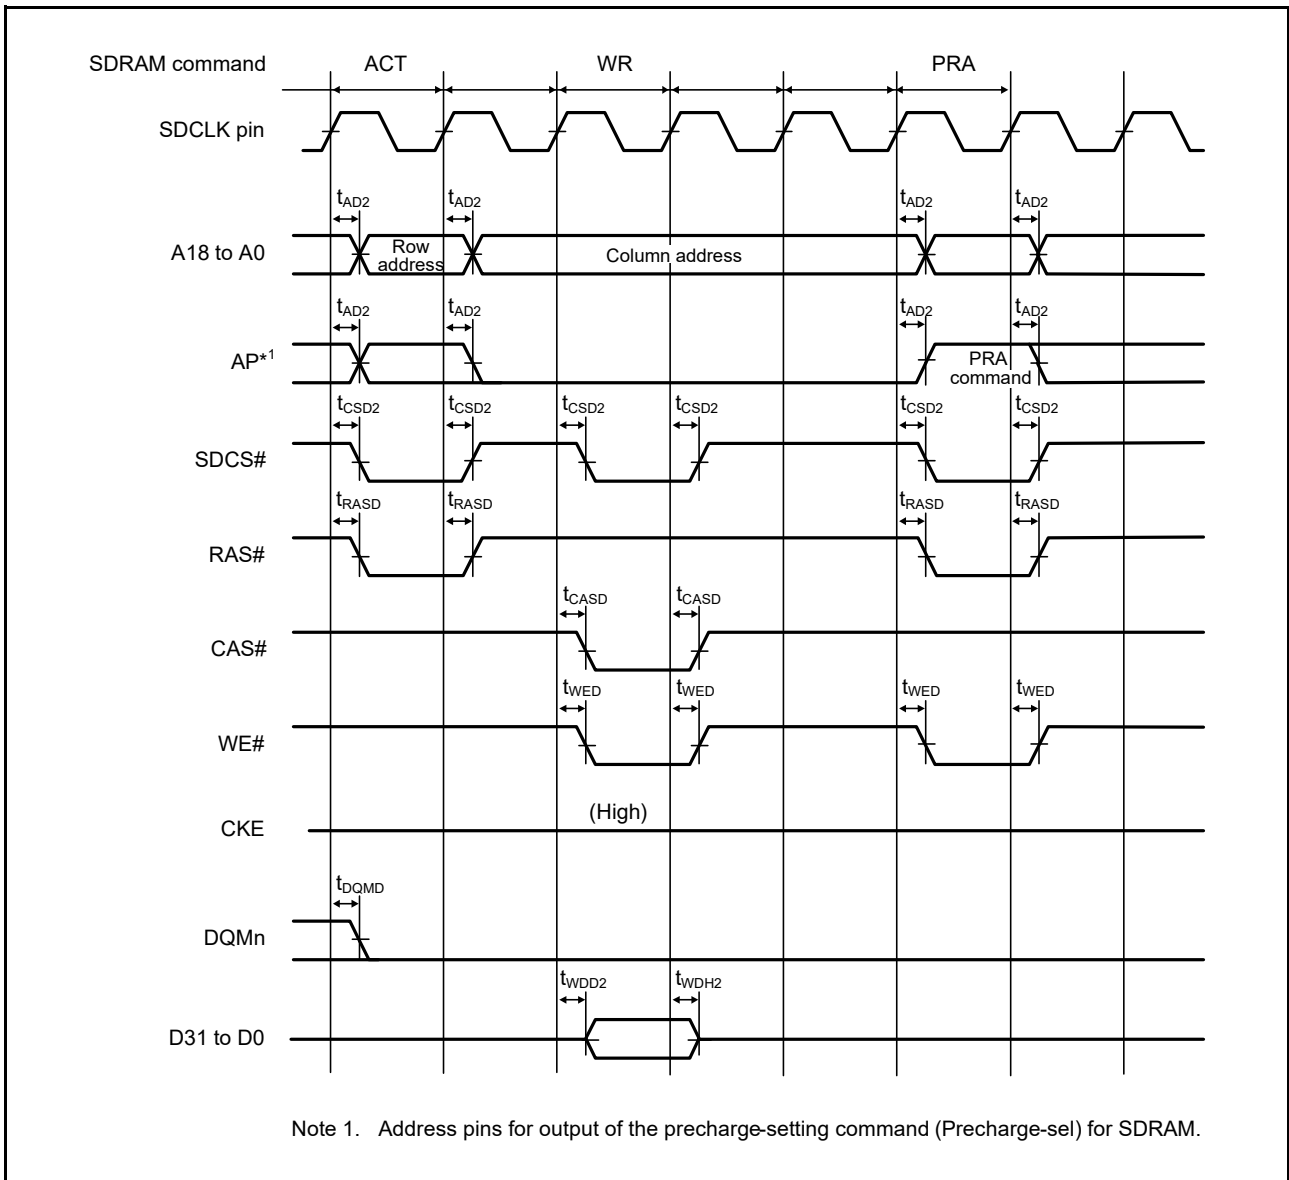 SDRAM command ACT WR PRA
SDCLK pin
tAD2 tAD2 tAD2 tAD2
A18 to A0 Row address Column address
tAD2 tAD2 tAD2 tAD2
AP*1 PRA command
tCSD2 tCSD2 tCSD2 tCSD2 tCSD2 tCSD2
SDCS#
tRASD tRASD tRASD tRASD
RAS#
tCASD tCASD
CAS#
tWED tWED tWED tWED
WE#
(High)
CKE
tDQMD
DQMn
tWDD2 tWDH2
D31 to D0
Note 1. Address pins for output of the precharge-setting command (Precharge-sel) for SDRAM.